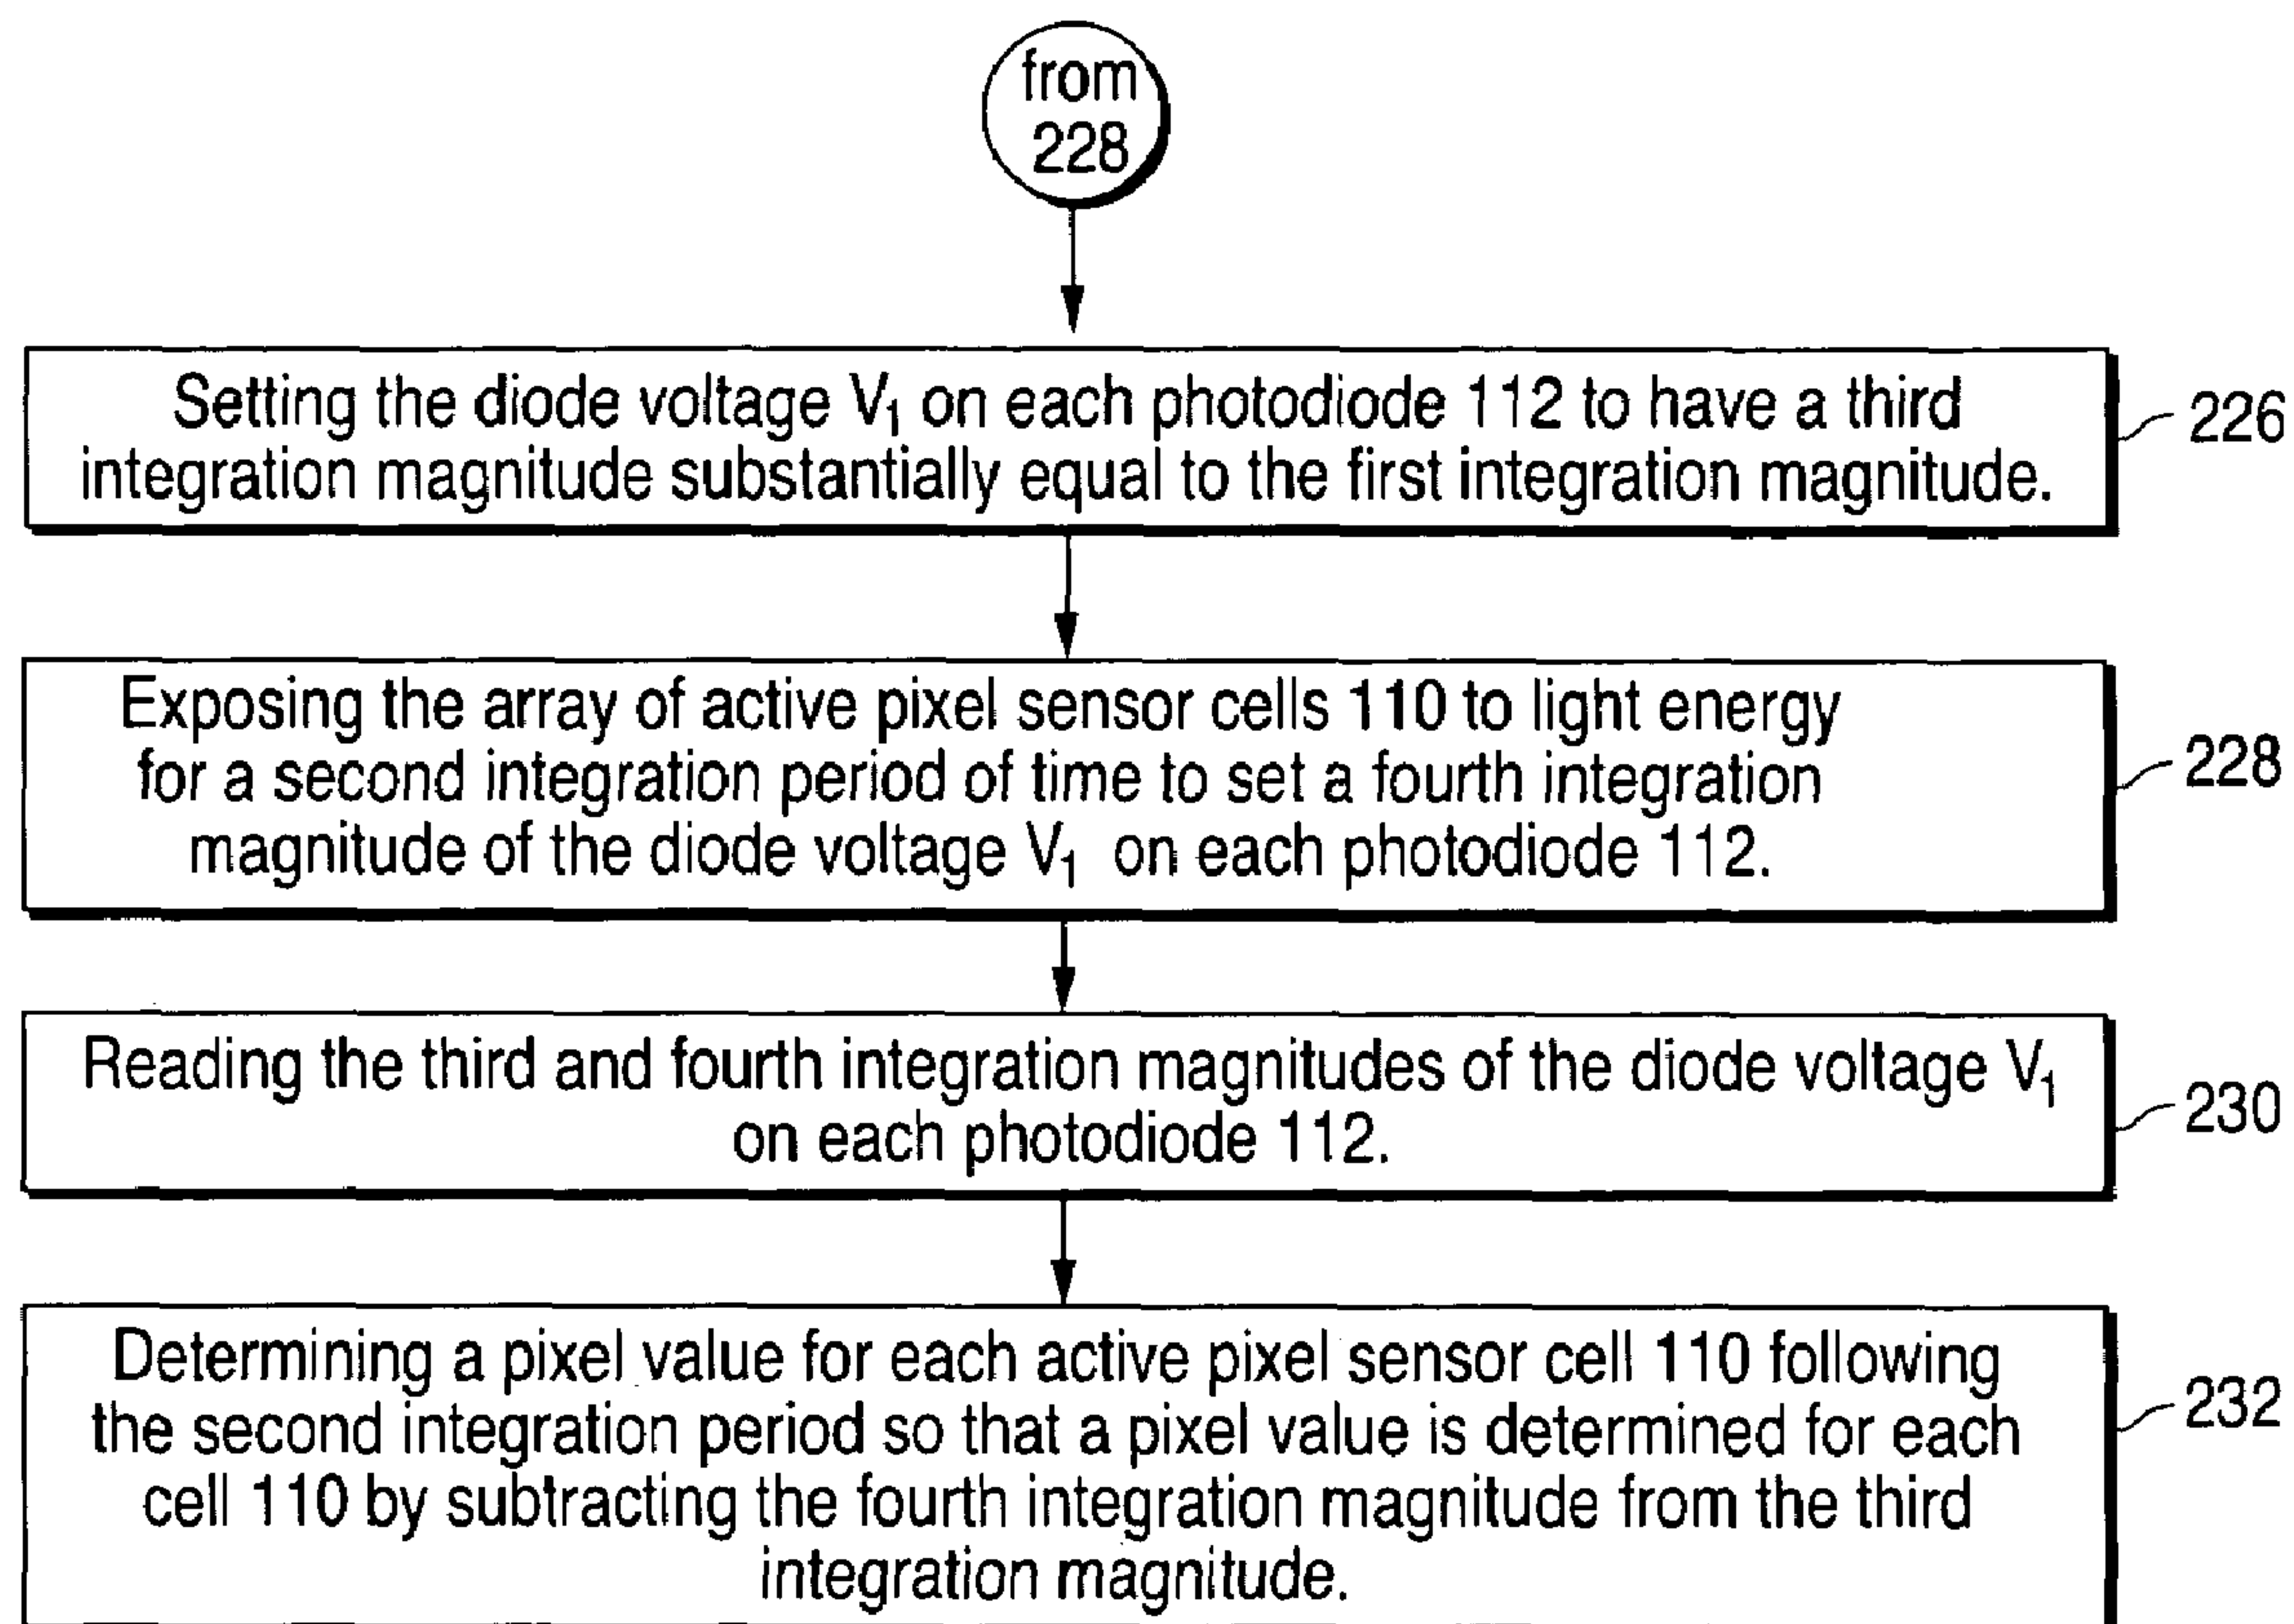 from
228
Setting the diode voltage V₁ on each photodiode 112 to have a third
integration magnitude substantially equal to the first integration magnitude.
226
Exposing the array of active pixel sensor cells 110 to light energy
for a second integration period of time to set a fourth integration
magnitude of the diode voltage V₁ on each photodiode 112.
228
Reading the third and fourth integration magnitudes of the diode voltage V₁
on each photodiode 112.
230
Determining a pixel value for each active pixel sensor cell 110 following
the second integration period so that a pixel value is determined for each
cell 110 by subtracting the fourth integration magnitude from the third
integration magnitude.
232